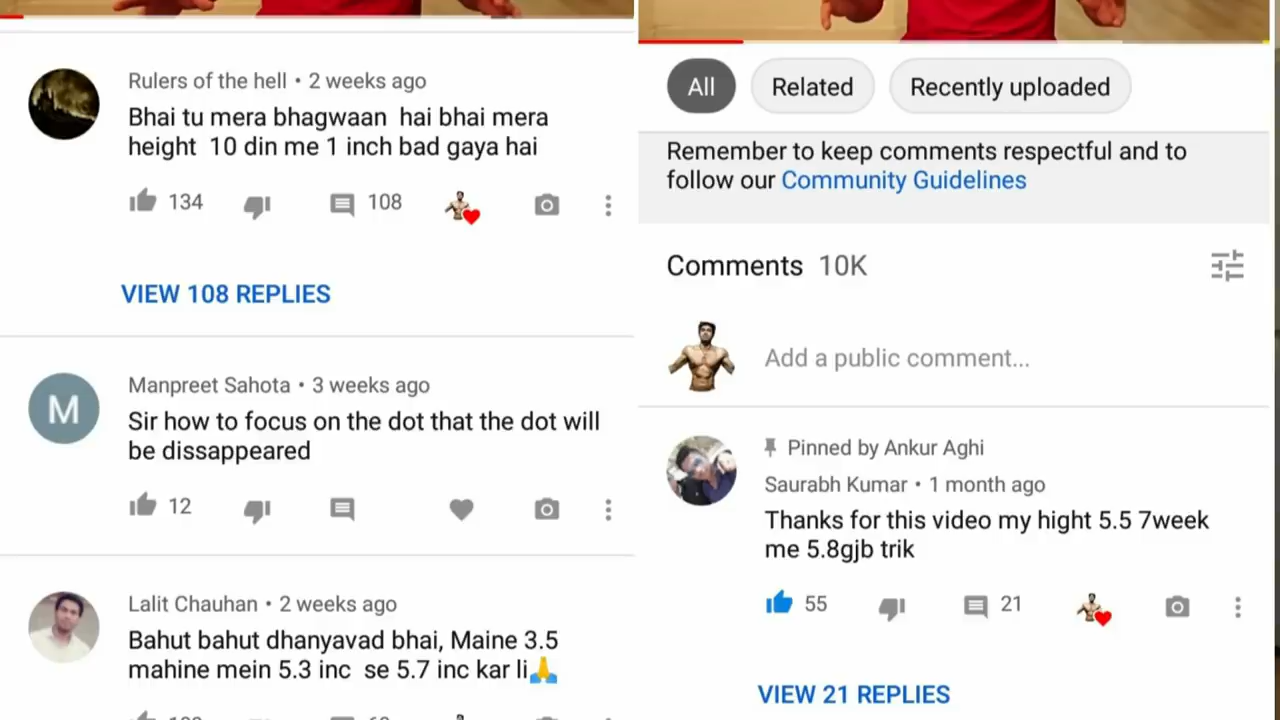 Rulers of the hell • 2 weeks ago
Bhai tu mera bhagwaan hai bhai mera
height 10 din me 1 inch bad gaya hai
134
108
VIEW 108 REPLIES
M
Manpreet Sahota • 3 weeks ago
Sir how to focus on the dot that the dot will
be dissappeared
12
Lalit Chauhan • 2 weeks ago
Bahut bahut dhanyavad bhai, Maine 3.5
mahine mein 5.3 inc se 5.7 inc kar li🙏
All
Related
Recently uploaded
Remember to keep comments respectful and to
follow our Community Guidelines
Comments 10K
Add a public comment...
Pinned by Ankur Aghi
Saurabh Kumar • 1 month ago
Thanks for this video my hight 5.5 7week
me 5.8gjb trik
55
21
VIEW 21 REPLIES